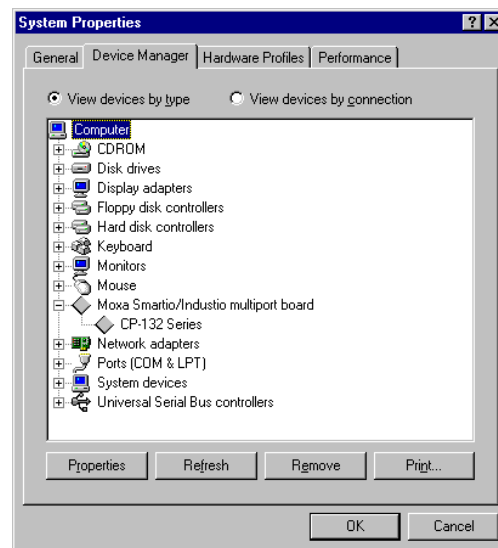 System Properties
General Device Manager Hardware Profiles Performance
View devices by type View devices by connection
Computer
CDROM
Disk drives
Display adapters
Floppy disk controllers
Hard disk controllers
Keyboard
Monitors
Mouse
Moxa Smartio/Industio multiport board
CP-132 Series
Network adapters
Ports (COM & LPT)
System devices
Universal Serial Bus controllers
Properties Refresh Remove Print...
OK Cancel